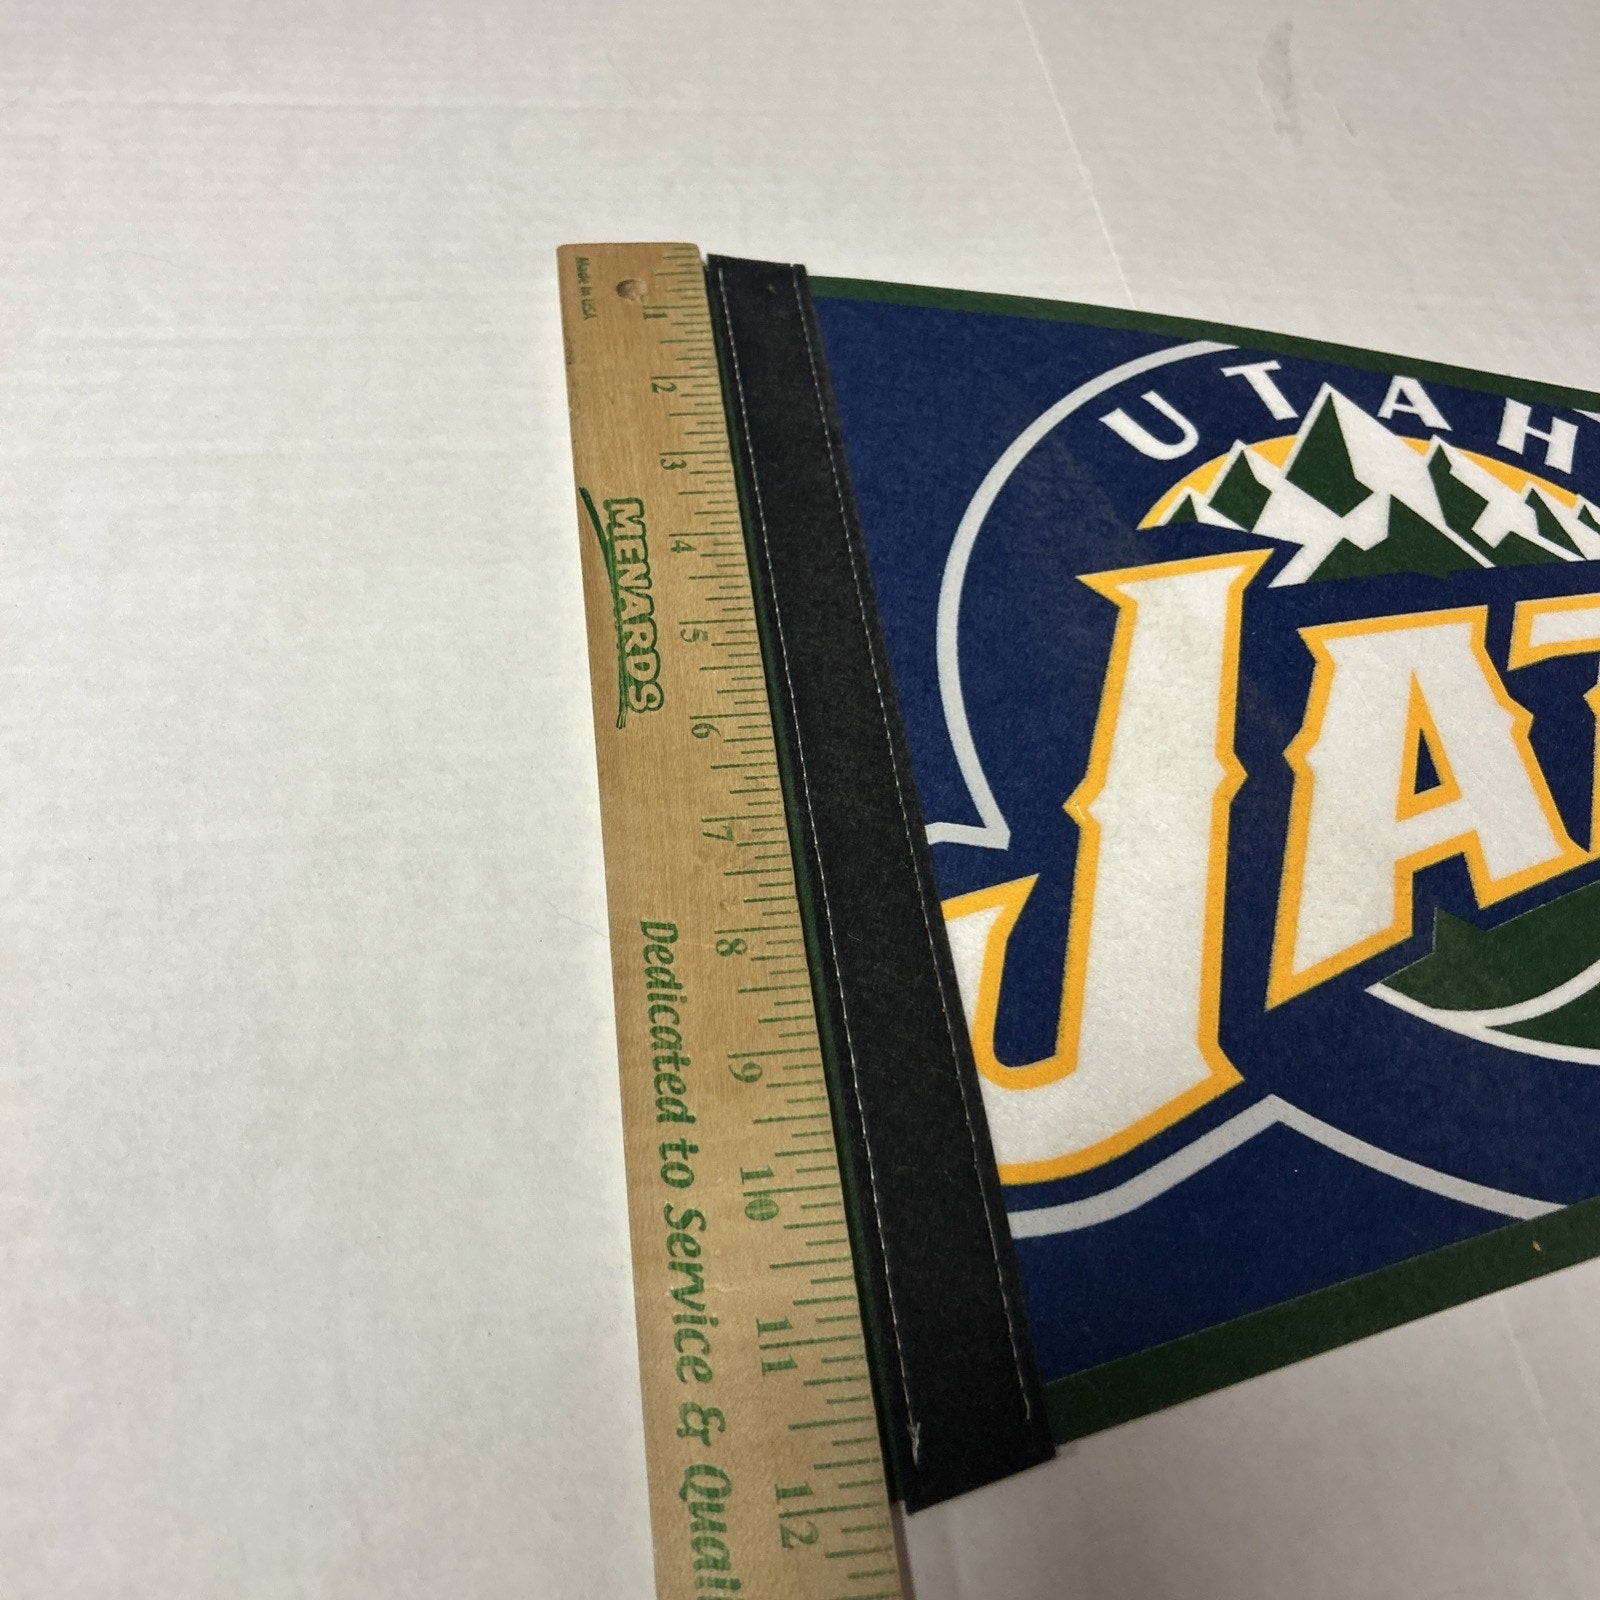 Made in USA
1
2
3
4
5
6
7
8
9
10
11
12
MENARDS
Dedicated to Service &
UTAH
JA